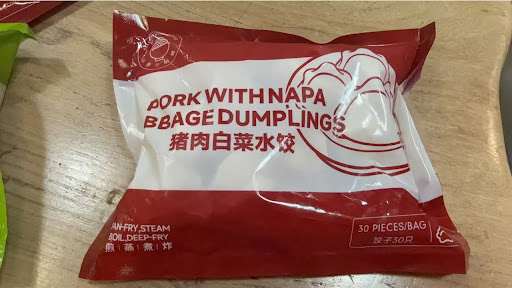 PORK WITH NAPA
BBAGE DUMPLINGS
猪肉白菜水饺
AN-FRY, STEAM
BOIL, DEEP-FRY
煎 | 蒸 | 煮 | 炸
30 PIECES/BAG
饺子30只